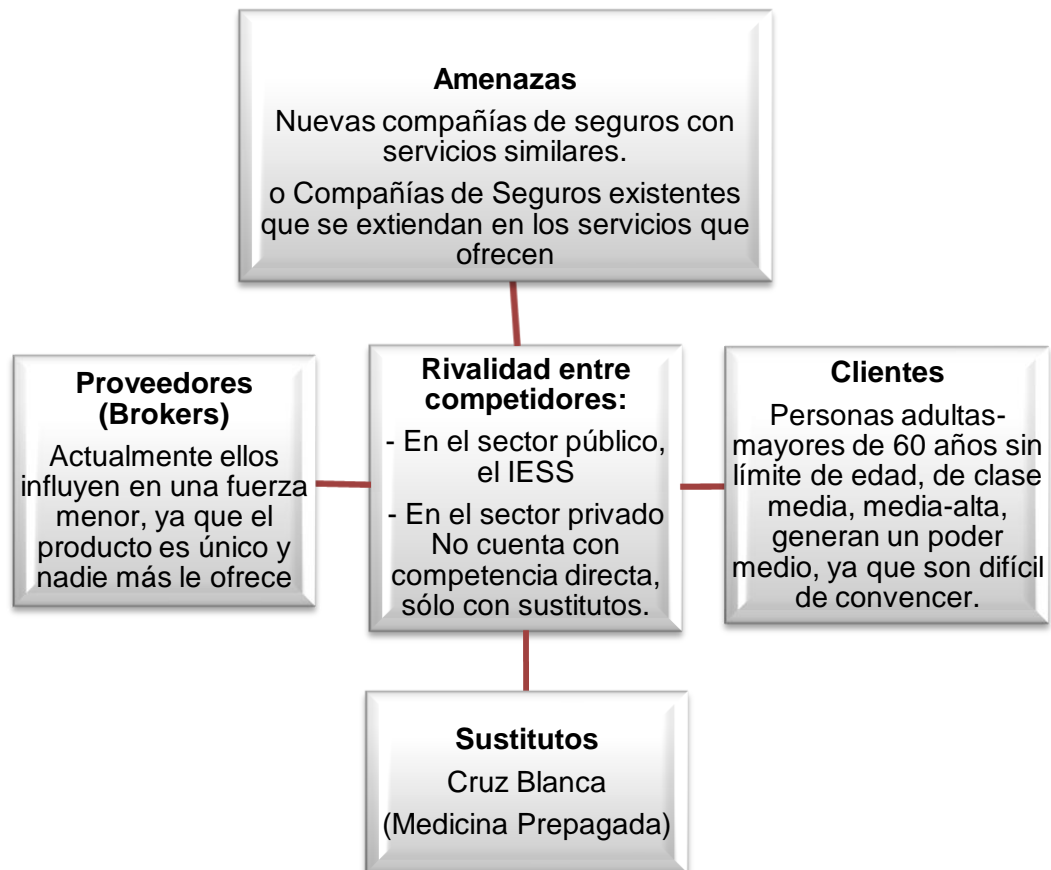 Amenazas
Nuevas compañías de seguros con
servicios similares.
o Compañías de Seguros existentes
que se extiendan en los servicios que
ofrecen
Proveedores
(Brokers)
Actualmente ellos
influyen en una fuerza
menor, ya que el
producto es único y
nadie más le ofrece
Rivalidad entre
competidores:
- En el sector público,
el IESS
- En el sector privado
No cuenta con
competencia directa,
sólo con sustitutos.
Clientes
Personas adultas-
mayores de 60 años sin
límite de edad, de clase
media, media-alta,
generan un poder
medio, ya que son difícil
de convencer.
Sustitutos
Cruz Blanca
(Medicina Prepagada)